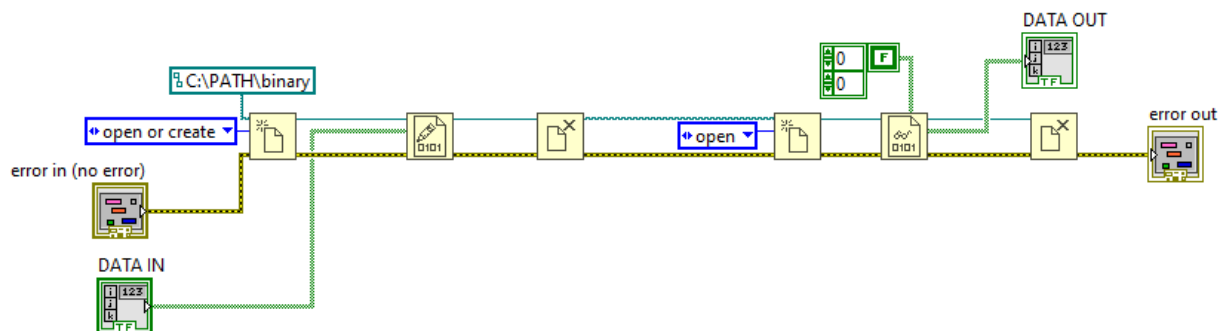 DATA OUT
C:\PATH\binary
0
F
0
i
j
k
123
TF
open or create
0101
open
0101
error out
error in (no error)
DATA IN
i
j
k
123
TF